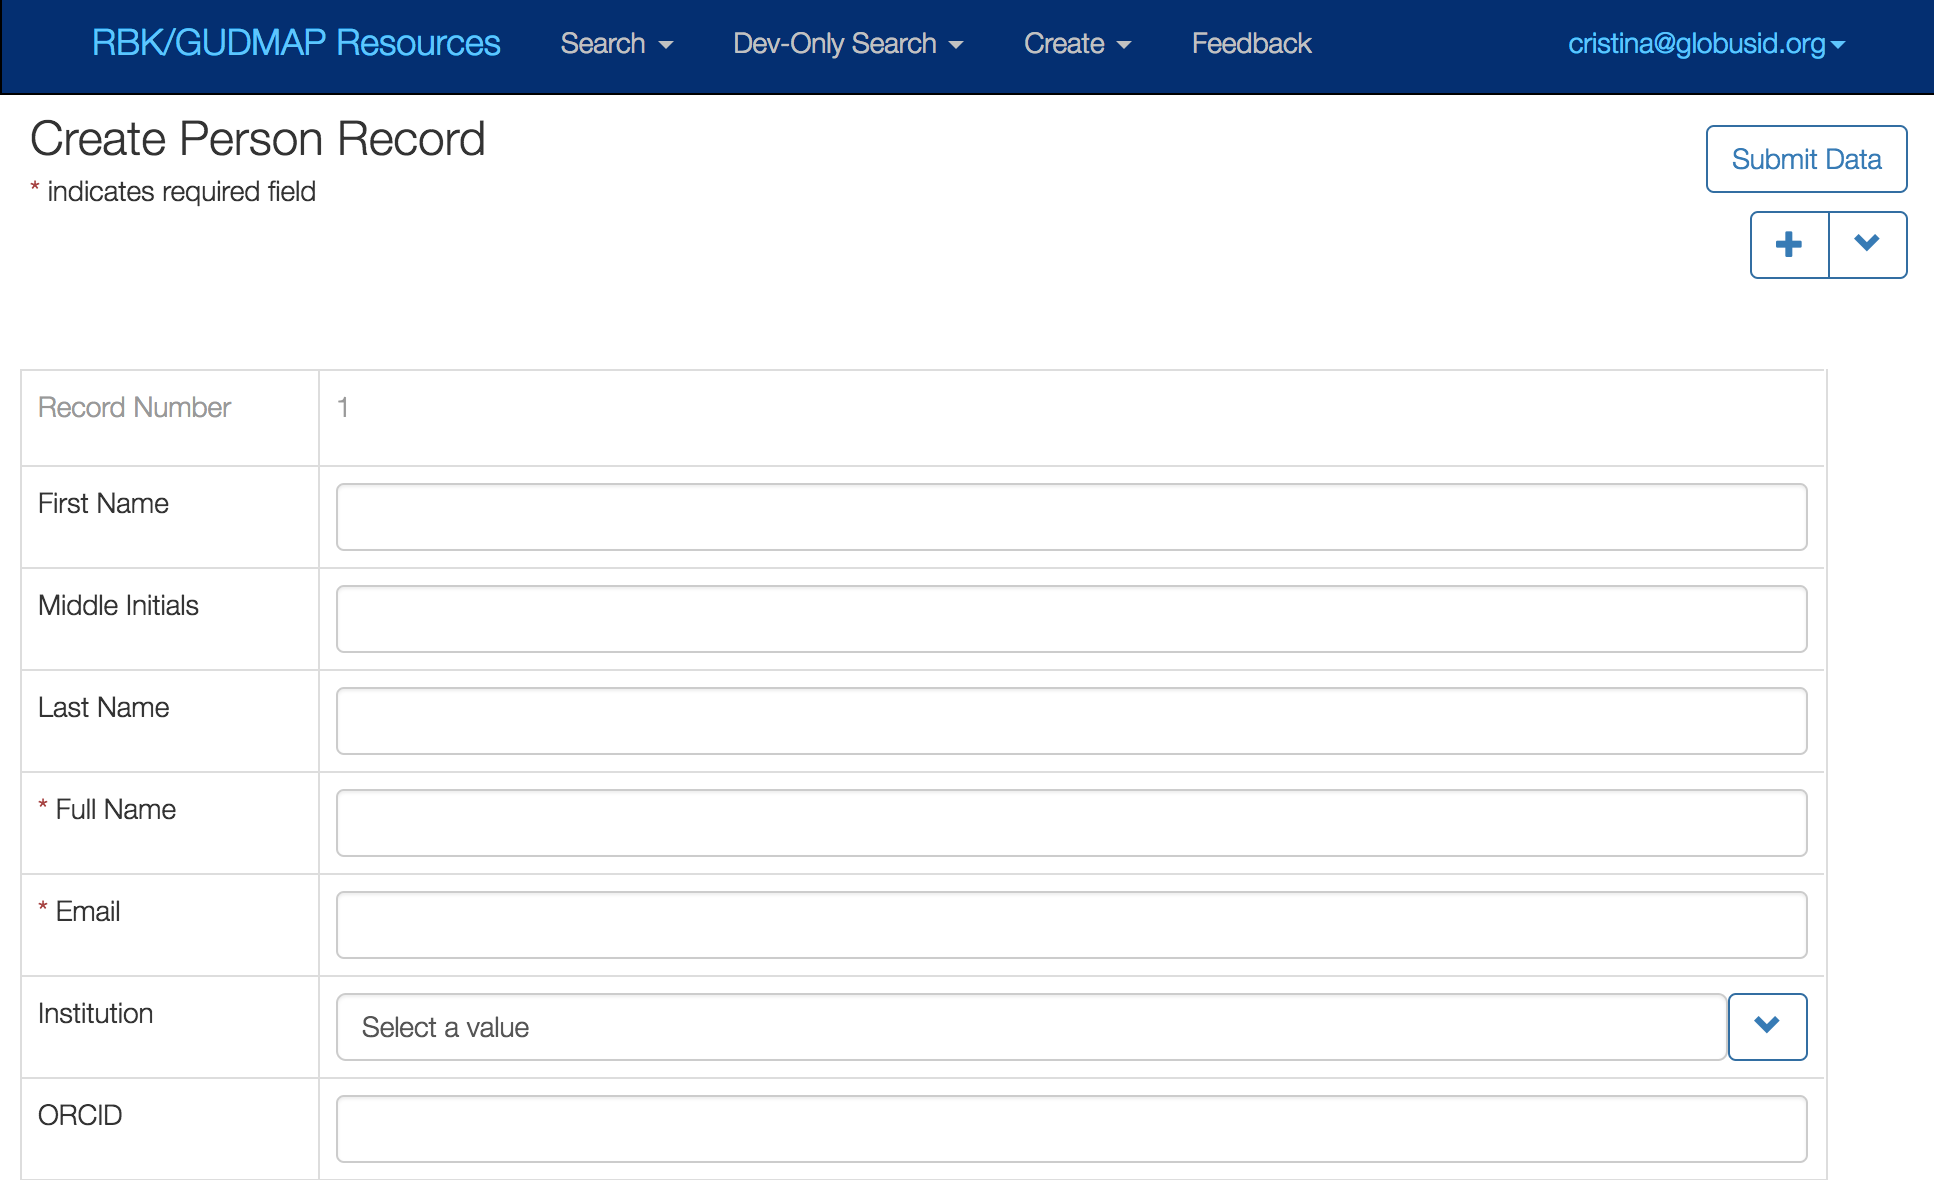 RBK/GUDMAP Resources Search Dev-Only Search Create Feedback cristina@globusid.org
Create Person Record
Submit Data
* indicates required field
Record Number 1
First Name
Middle Initials
Last Name
* Full Name
* Email
Institution Select a value
ORCID